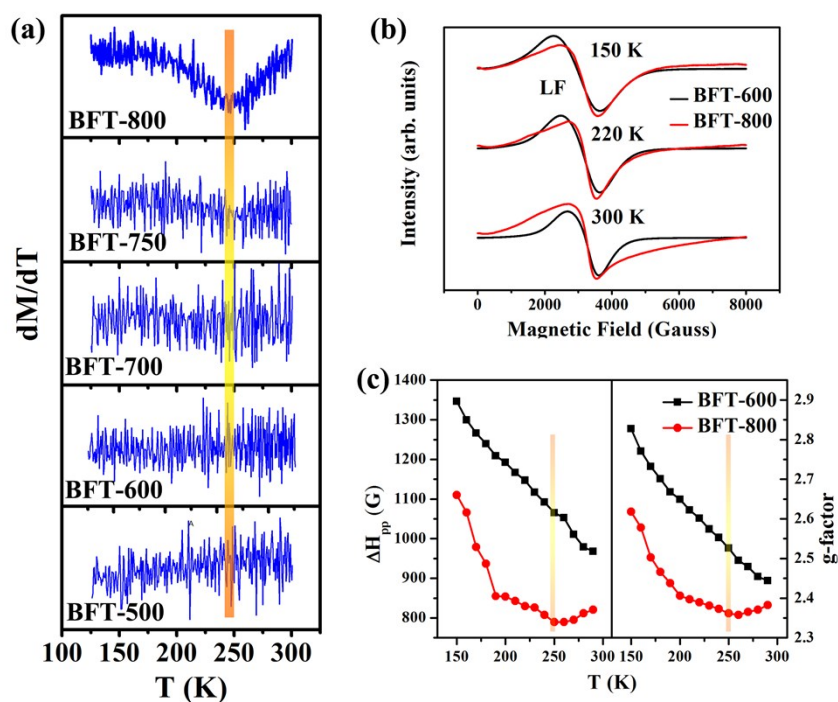 (a)
BFT-800
BFT-750
BFT-700
BFT-600
BFT-500
dM/dT
100 150 200 250 300
T (K)
(b)
150 K
LF
BFT-600
BFT-800
220 K
300 K
Intensity (arb. units)
0 2000 4000 6000 8000
Magnetic Field (Gauss)
(c)
1400
1300
1200
1100
1000
900
800
ΔHpp (G)
BFT-600
BFT-800
2.9
2.8
2.7
2.6
2.5
2.4
2.3
g-factor
150 200 250 300 150 200 250 300
T (K)